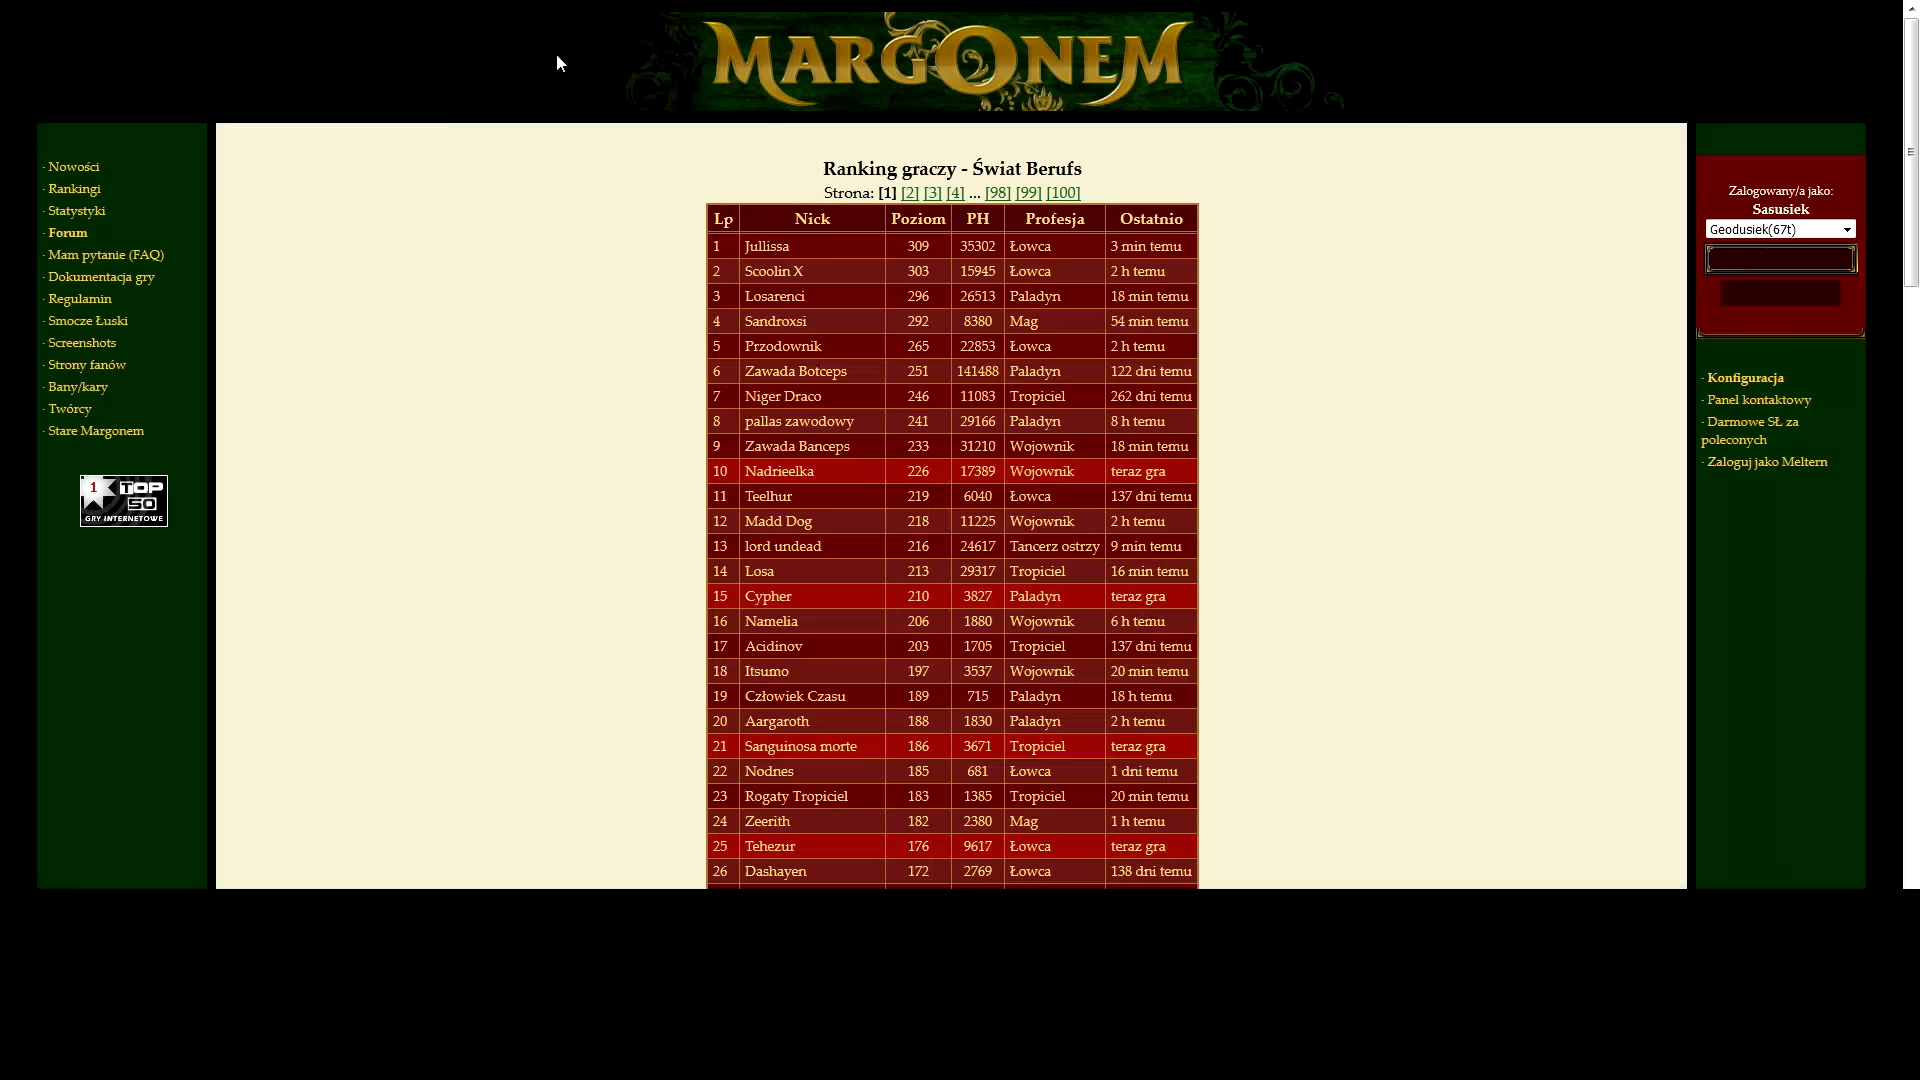 MARGONEM
· Nowości
· Rankingi
· Statystyki
· Forum
· Mam pytanie (FAQ)
· Dokumentacja gry
· Regulamin
· Smocze Łuski
· Screenshots
· Strony fanów
· Bany/kary
· Twórcy
· Stare Margonem
1 TOP
50
GRY INTERNETOWE
Ranking graczy - Świat Berufs
Strona: [1] [2] [3] [4] ... [98] [99] [100]
Lp Nick Poziom PH Profesja Ostatnio
1 Jullissa 309 35302 Łowca 3 min temu
2 Scoolin X 303 15945 Łowca 2 h temu
3 Losarenci 296 26513 Paladyn 18 min temu
4 Sandroxsi 292 8380 Mag 54 min temu
5 Przodownik 265 22853 Łowca 2 h temu
6 Zawada Botceps 251 141488 Paladyn 122 dni temu
7 Niger Draco 246 11083 Tropiciel 262 dni temu
8 pallas zawodowy 241 29166 Paladyn 8 h temu
9 Zawada Banceps 233 31210 Wojownik 18 min temu
10 Nadrieelka 226 17389 Wojownik teraz gra
11 Teelhur 219 6040 Łowca 137 dni temu
12 Madd Dog 218 11225 Wojownik 2 h temu
13 lord undead 216 24617 Tancerz ostrzy 9 min temu
14 Losa 213 29317 Tropiciel 16 min temu
15 Cypher 210 3827 Paladyn teraz gra
16 Namelia 206 1880 Wojownik 6 h temu
17 Acidinov 203 1705 Tropiciel 137 dni temu
18 Itsumo 197 3537 Wojownik 20 min temu
19 Człowiek Czasu 189 715 Paladyn 18 h temu
20 Aargaroth 188 1830 Paladyn 2 h temu
21 Sanguinosa morte 186 3671 Tropiciel teraz gra
22 Nodnes 185 681 Łowca 1 dni temu
23 Rogaty Tropiciel 183 1385 Tropiciel 20 min temu
24 Zeerith 182 2380 Mag 1 h temu
25 Tehezur 176 9617 Łowca teraz gra
26 Dashayen 172 2769 Łowca 138 dni temu
Zalogowany/a jako:
Sasusiek
Geodusiek(67t)
· Konfiguracja
· Panel kontaktowy
· Darmowe SŁ za
poleconych
· Zaloguj jako Meltern